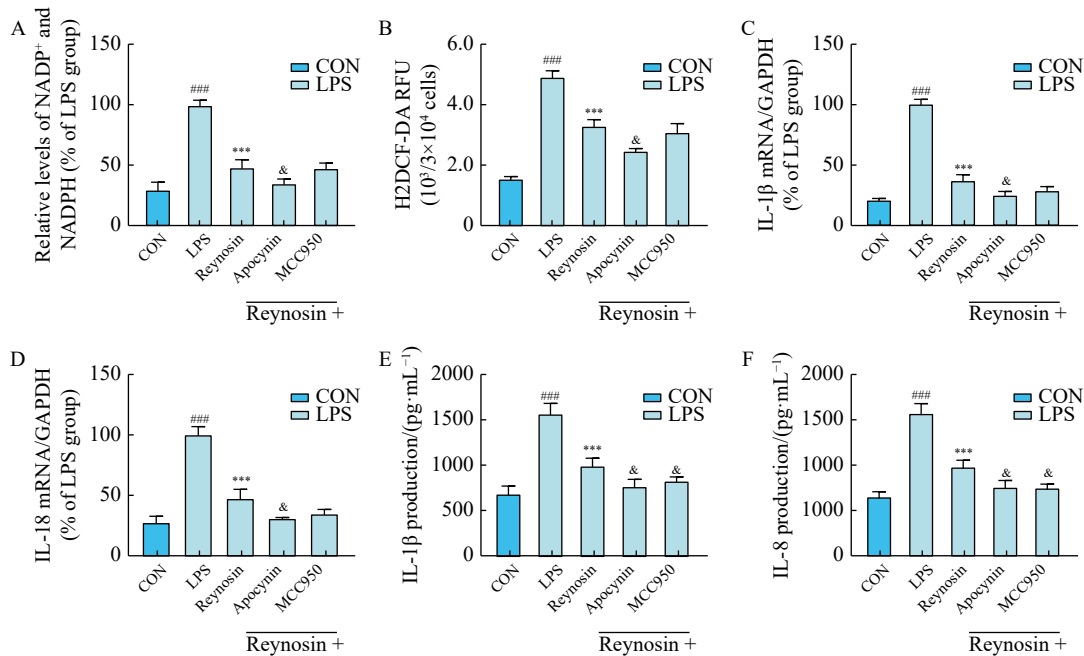 A
Relative levels of NADP⁺ and
NADPH (% of LPS group)
150
100
50
0
###
***
&
CON
LPS
CON
LPS
Reynosin
Apocynin
MCC950
Reynosin +
B
H2DCF-DA RFU
(10³/3×10⁴ cells)
6.0
4.0
2.0
0
###
***
&
CON
LPS
CON
LPS
Reynosin
Apocynin
MCC950
Reynosin +
C
IL-1β mRNA/GAPDH
(% of LPS group)
150
100
50
0
###
***
&
CON
LPS
CON
LPS
Reynosin
Apocynin
MCC950
Reynosin +
D
IL-18 mRNA/GAPDH
(% of LPS group)
150
100
50
0
###
***
&
CON
LPS
CON
LPS
Reynosin
Apocynin
MCC950
Reynosin +
E
IL-1β production/(pg·mL⁻¹)
2000
1500
1000
500
0
###
***
&
&
CON
LPS
CON
LPS
Reynosin
Apocynin
MCC950
Reynosin +
F
IL-8 production/(pg·mL⁻¹)
2000
1500
1000
1000
0
###
***
&
&
CON
LPS
CON
LPS
Reynosin
Apocynin
MCC950
Reynosin +